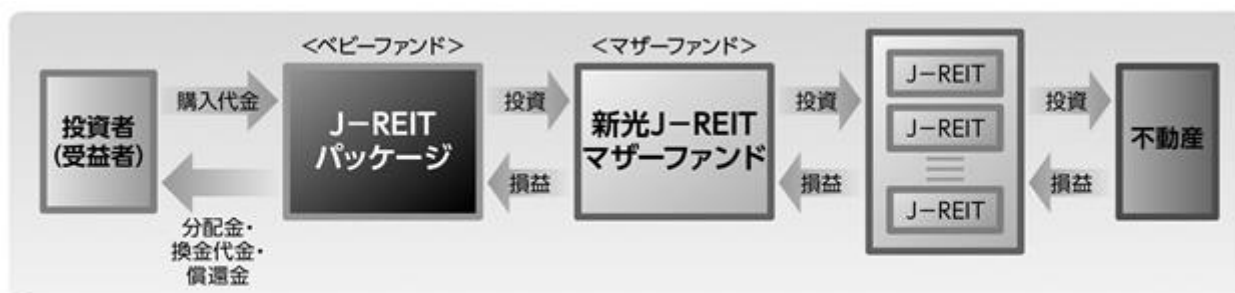 <ベビーファンド>
<マザーファンド>
投資者
(受益者)
購入代金
分配金・
換金代金・
償還金
J-REIT
パッケージ
投資
損益
新光J-REIT
マザーファンド
投資
損益
J-REIT
J-REIT
J-REIT
投資
損益
不動産